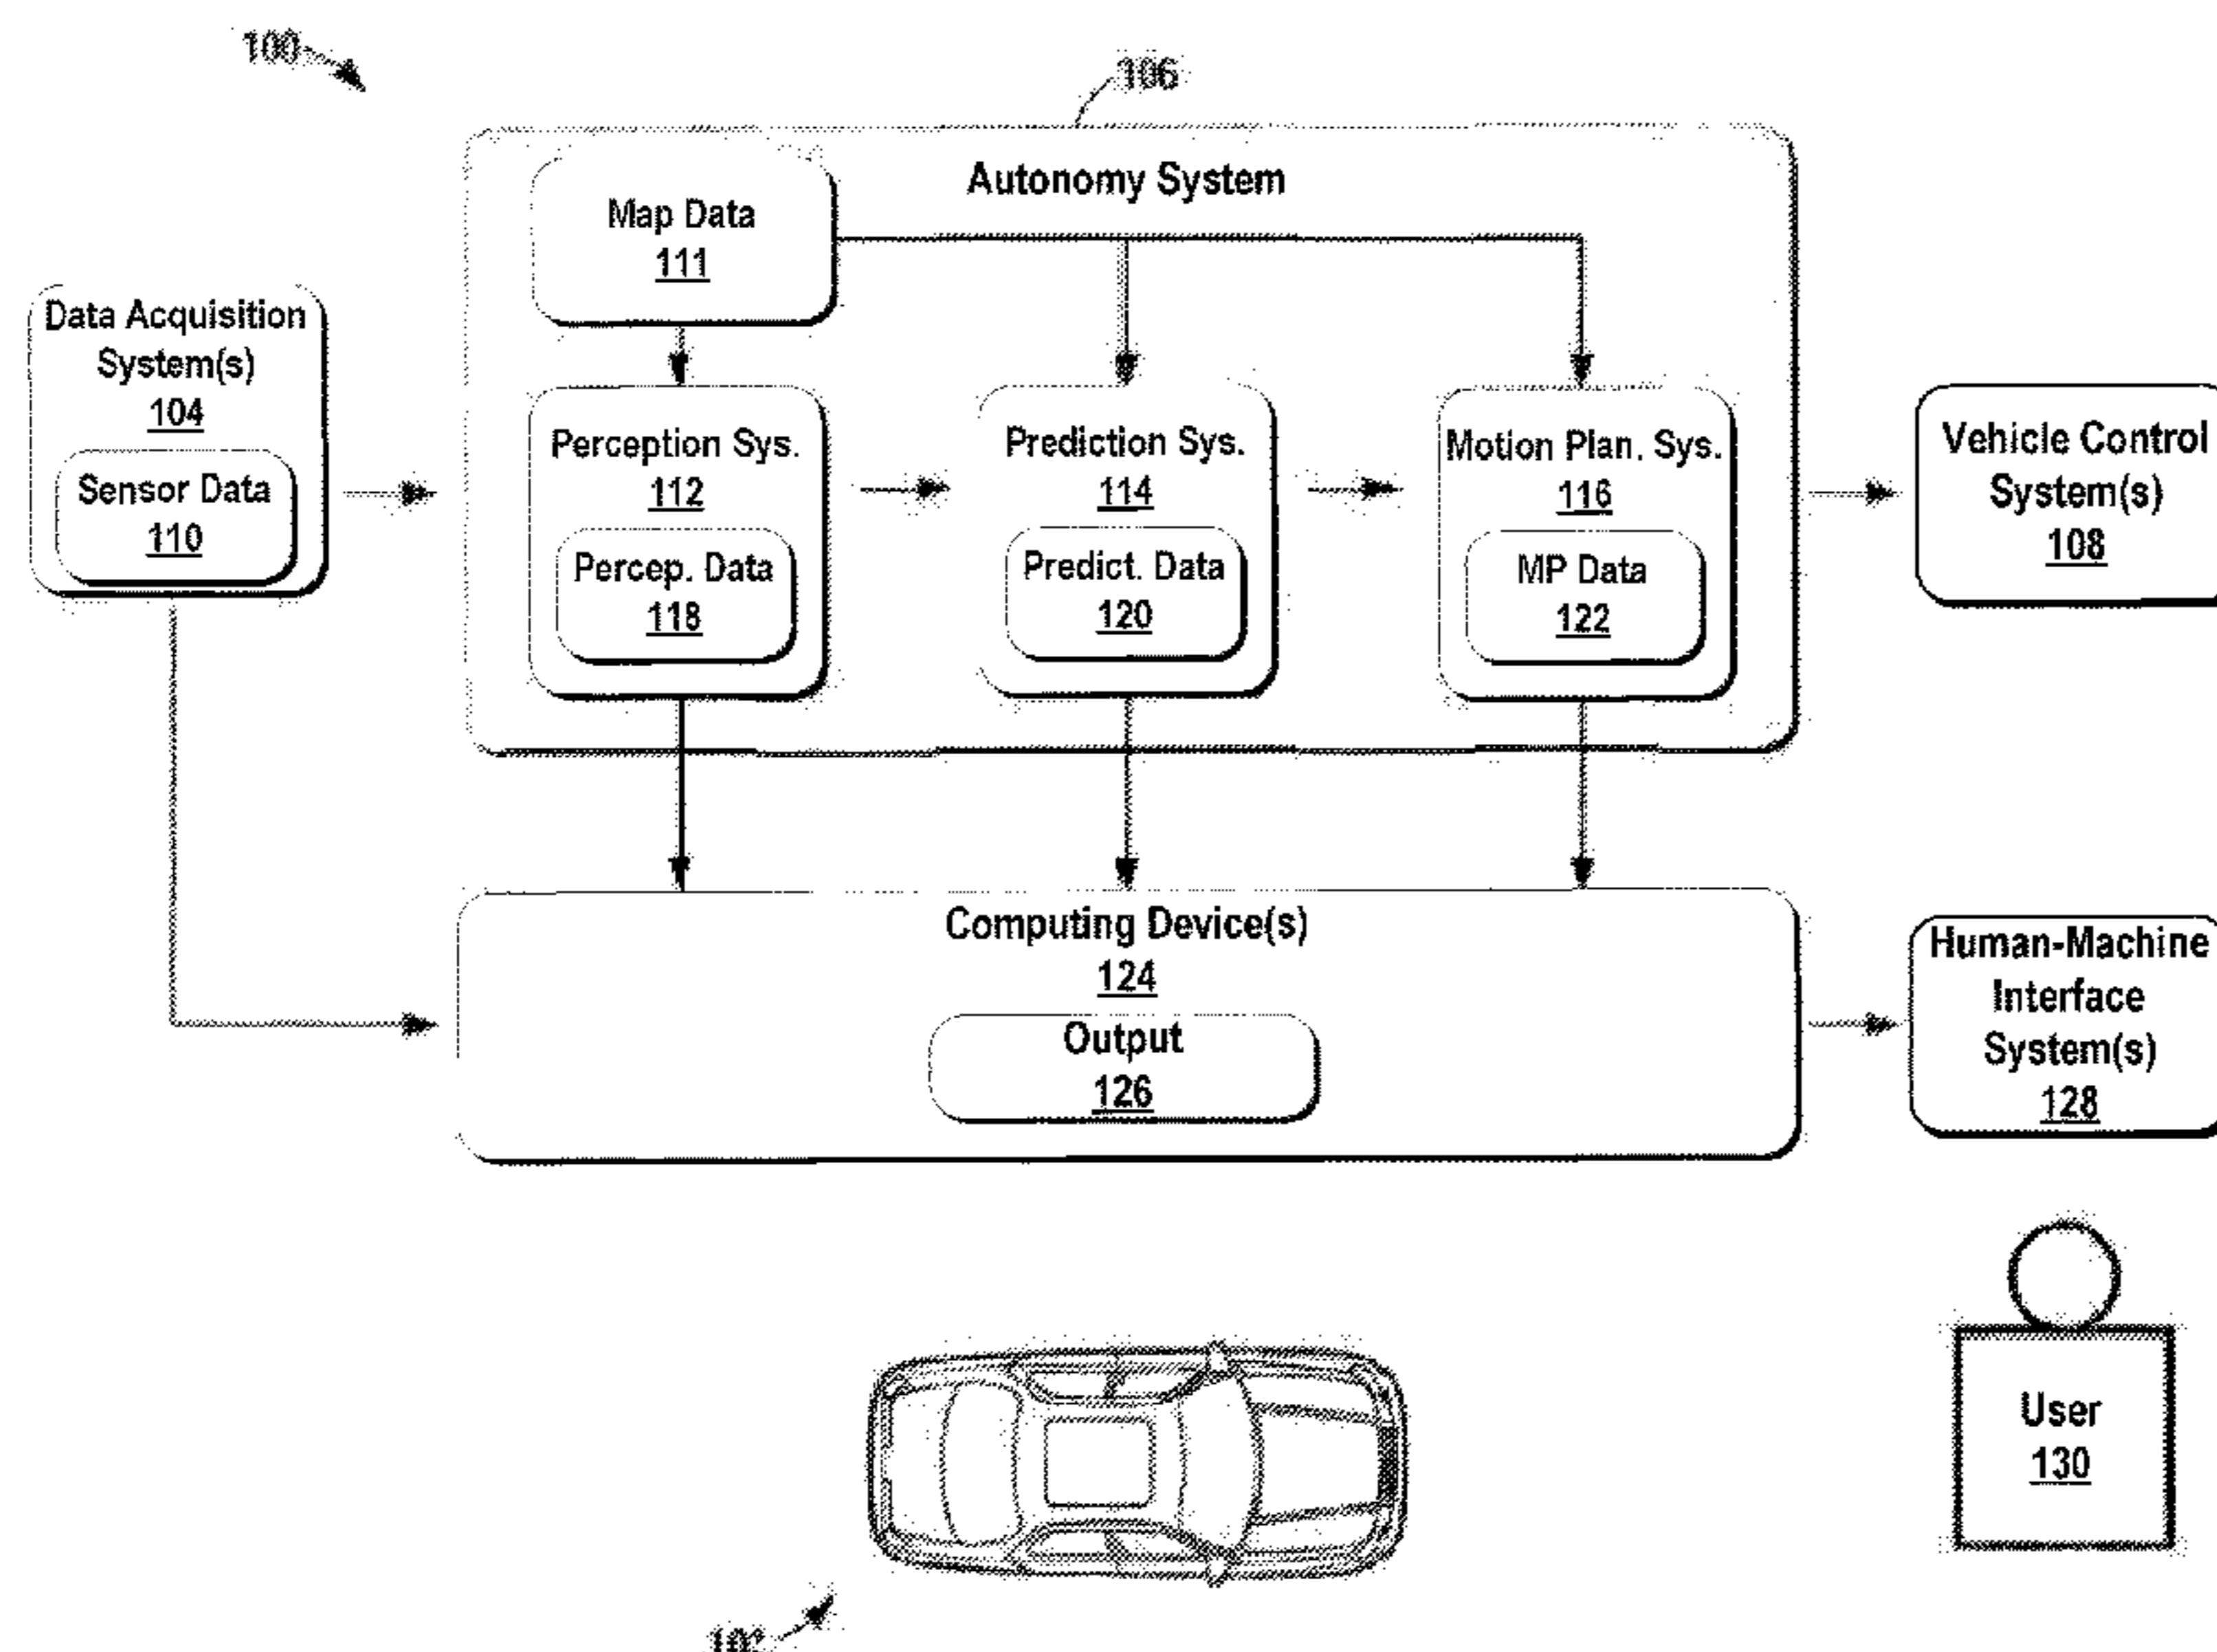 100
106
Autonomy System
Map Data
111
Data Acquisition
System(s)
104
Sensor Data
110
Perception Sys.
112
Percep. Data
118
Prediction Sys.
114
Predict. Data
120
Motion Plan. Sys.
116
MP Data
122
Vehicle Control
System(s)
108
Computing Device(s)
124
Output
126
Human-Machine
Interface
System(s)
128
User
130